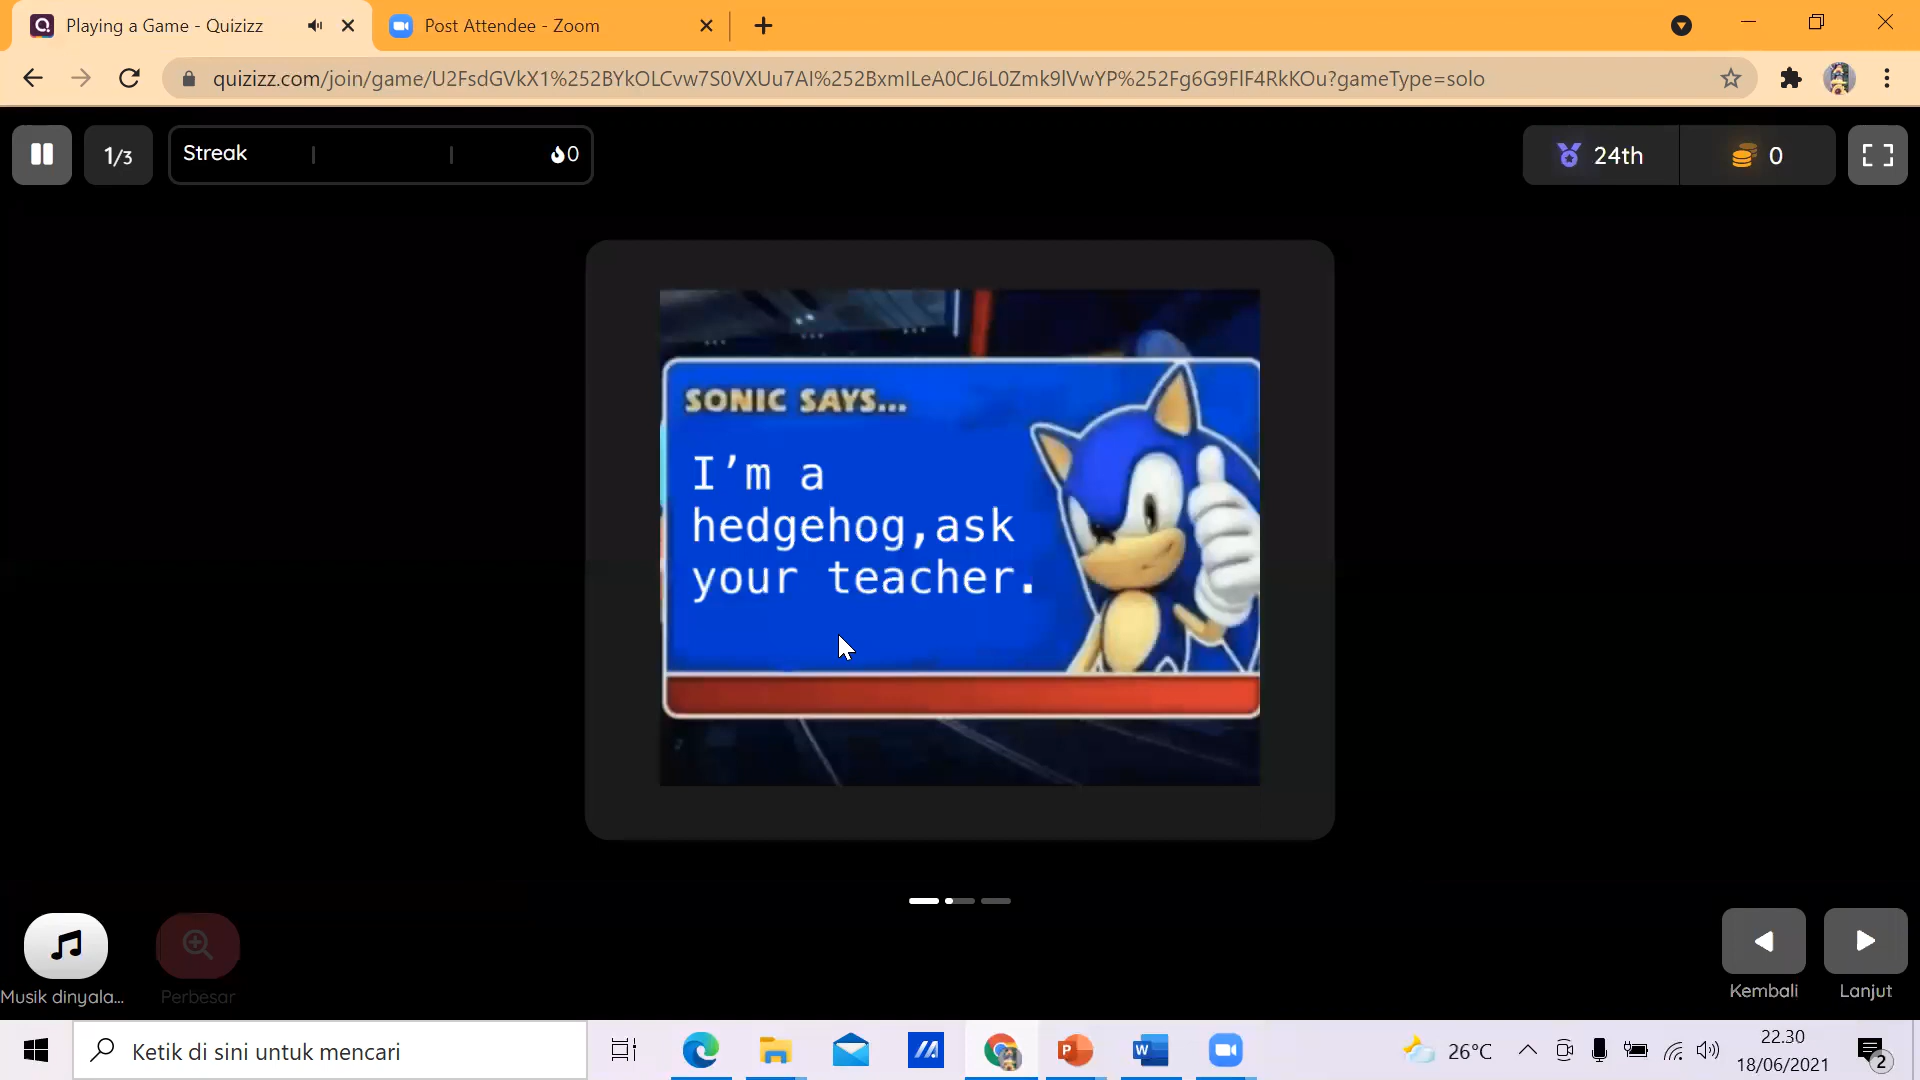 Playing a Game - Quizizz
Post Attendee - Zoom
quizizz.com/join/game/U2FsdGVkX1%252BYkOLCvw7S0VXUu7AI%252BxmILeA0CJ6L0Zmk9lVwYP%252Fg6G9FlF4RkKOu?gameType=solo
1/3
Streak
0
24th
0
SONIC SAYS...
I'm a
hedgehog,ask
your teacher.
Musik dinyala...
Perbesar
Kembali
Lanjut
Ketik di sini untuk mencari
26°C
22.30
18/06/2021
2